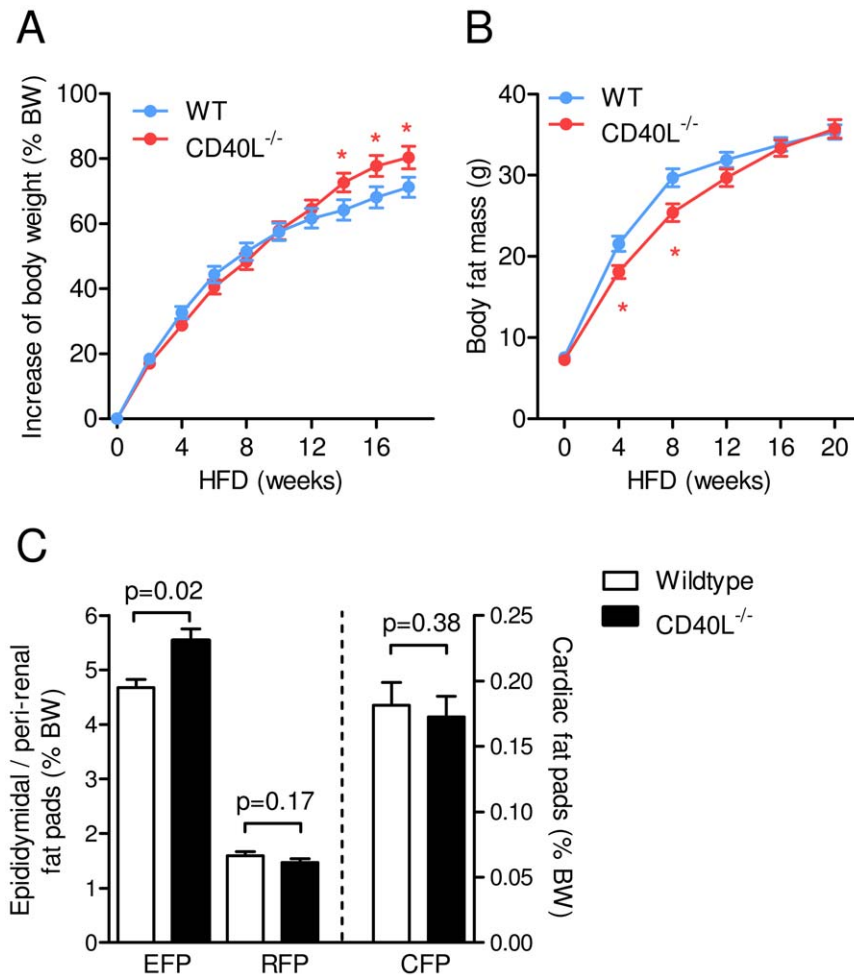 A
Increase of body weight (% BW)
100
80
60
40
20
0
WT
CD40L-/-
* * *
0 4 8 12 16
HFD (weeks)
B
Body fat mass (g)
40
30
20
10
0
WT
CD40L-/-
*
*
0 4 8 12 16 20
HFD (weeks)
C
Epididymidal / peri-renal
fat pads (% BW)
6
5
4
3
2
1
0
p=0.02
p=0.17
p=0.38
EFP RFP CFP
0.25
0.20
0.15
0.10
0.05
0.00
Cardiac fat pads (% BW)
Wildtype
CD40L-/-